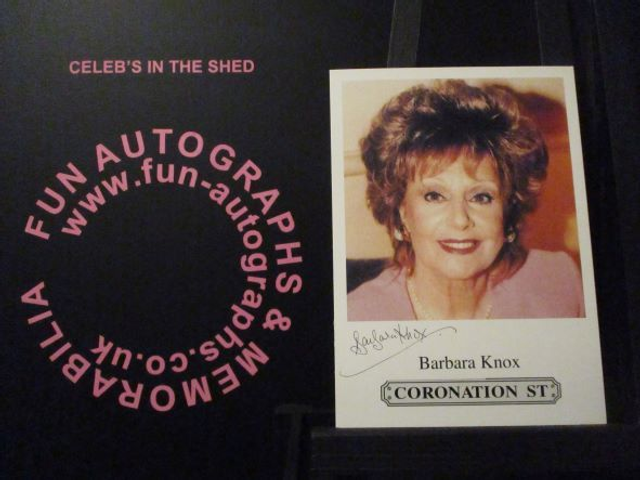 CELEB'S IN THE SHED
FUN AUTOGRAPHS & MEMORABILIA
www.fun-autographs.co.uk
Barbara Knox
Barbara Knox
CORONATION ST.